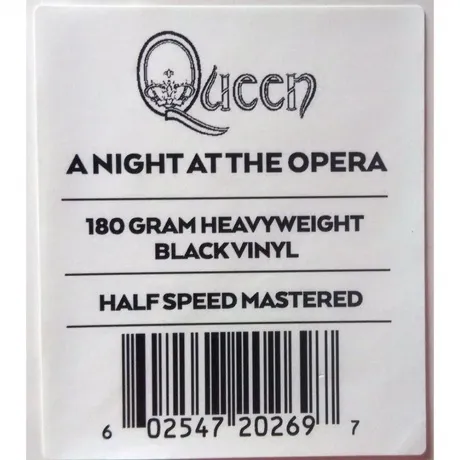 Queen
A NIGHT AT THE OPERA
180 GRAM HEAVYWEIGHT
BLACK VINYL
HALF SPEED MASTERED
6 02547 20269 7